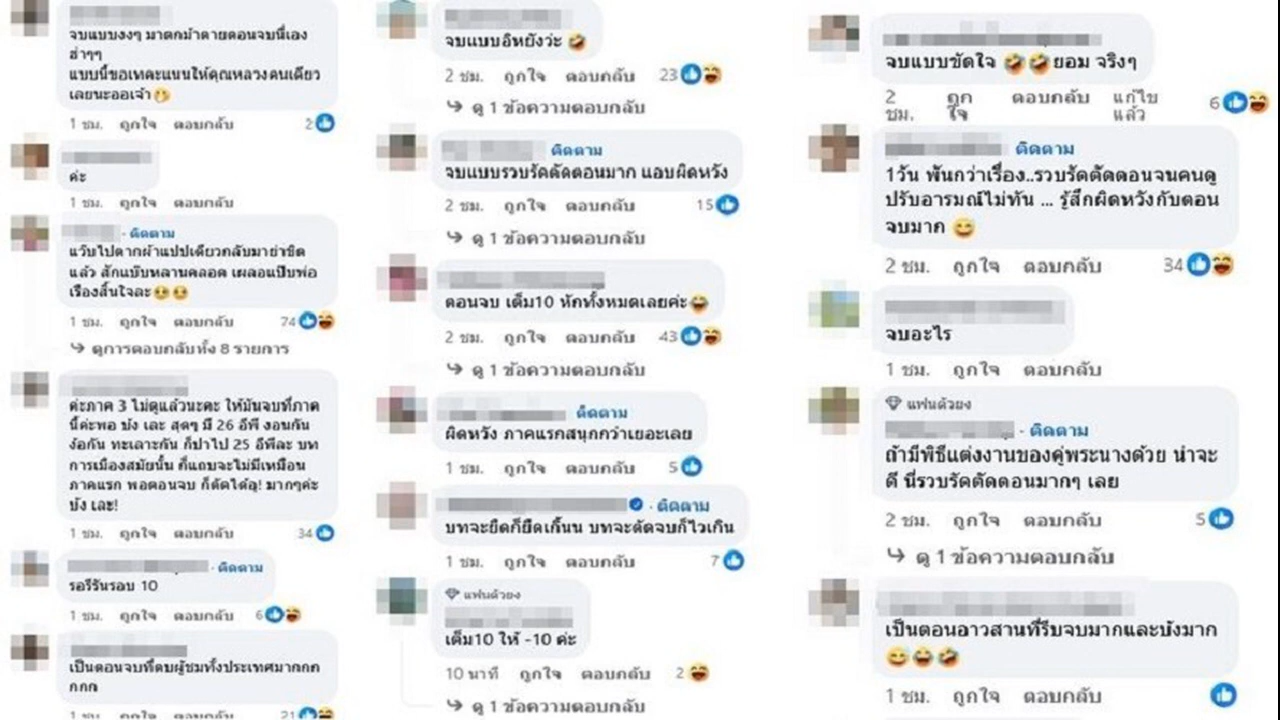 จบแบบงงๆ มาตกม้าตายตอนจบนี่เอง
ฮ่าๆๆ
แบบนี้ขอเทคะแนนให้คุณหลวงคนเดียว
เลยนะออเจ้า🤭
1 ชม. ถูกใจ ตอบกลับ 2
ค่ะ
1 ชม. ถูกใจ ตอบกลับ
· ติดตาม
แว๊บไปตากผ้าแปปเดียวกลับมาย่าชิต
แล้ว สักแป๊บหลานคลอด เผลอแป๊บพ่อ
เรืองสิ้นใจละ🥹🥹
1 ชม. ถูกใจ ตอบกลับ 74
ดูการตอบกลับทั้ง 8 รายการ
ค่ะภาค 3 ไม่ดูแล้วนะคะ ให้มันจบที่ภาค
นี้ค่ะพอ บ้ง เละ สุดๆ มี 26 อีพี งอนกัน
ง้อกัน ทะเลาะกัน ก็ปาไป 25 อีพีละ บท
การเมืองสมัยนั้น ก็แถบจะไม่มีเหมือน
ภาคแรก พอตอนจบ ก็ตัดได้อุ! มากๆค่ะ
บ้ง เละ!
1 ชม. ถูกใจ ตอบกลับ 34
· ติดตาม
รอรีรันรอบ 10
1 ชม. ถูกใจ ตอบกลับ 6
เป็นตอนจบที่ตบผู้ชมทั้งประเทศมากกก
กกก
1 ชม. ถูกใจ ตอบกลับ 21
จบแบบอิหยังว่ะ 🤣
2 ชม. ถูกใจ ตอบกลับ 23
ดู 1 ข้อความตอบกลับ
ติดตาม
จบแบบรวบรัดตัดตอนมาก แอบผิดหวัง
2 ชม. ถูกใจ ตอบกลับ 15
ดู 1 ข้อความตอบกลับ
ตอนจบ เต็ม10 หักทั้งหมดเลยค่ะ😂
2 ชม. ถูกใจ ตอบกลับ 43
ดู 1 ข้อความตอบกลับ
ติดตาม
ผิดหวัง ภาคแรกสนุกกว่าเยอะเลย
1 ชม. ถูกใจ ตอบกลับ 5
· ติดตาม
บทจะยืดก็ยืดเกิ้นน บทจะตัดจบก็ไวเกิน
1 ชม. ถูกใจ ตอบกลับ 7
แฟนตัวยง
เต็ม10 ให้ -10 ค่ะ
10 นาที ถูกใจ ตอบกลับ 2
ดู 1 ข้อความตอบกลับ
จบแบบขัดใจ 🤣🤣ยอม จริงๆ
2 ชม. ถูกใจ ตอบกลับ แก้ไขแล้ว 6
ติดตาม
1วัน พันกว่าเรื่อง..รวบรัดตัดตอนจนคนดู
ปรับอารมณ์ไม่ทัน ... รู้สึกผิดหวังกับตอน
จบมาก 😅
2 ชม. ถูกใจ ตอบกลับ 34
จบอะไร
1 ชม. ถูกใจ ตอบกลับ
แฟนตัวยง
· ติดตาม
ถ้ามีพิธีแต่งงานของคู่พระนางด้วย น่าจะ
ดี นี่รวบรัดตัดตอนมากๆ เลย
2 ชม. ถูกใจ ตอบกลับ 5
ดู 1 ข้อความตอบกลับ
เป็นตอนอวสานที่รีบจบมากและบ้งมาก
😅😂🤣
1 ชม. ถูกใจ ตอบกลับ